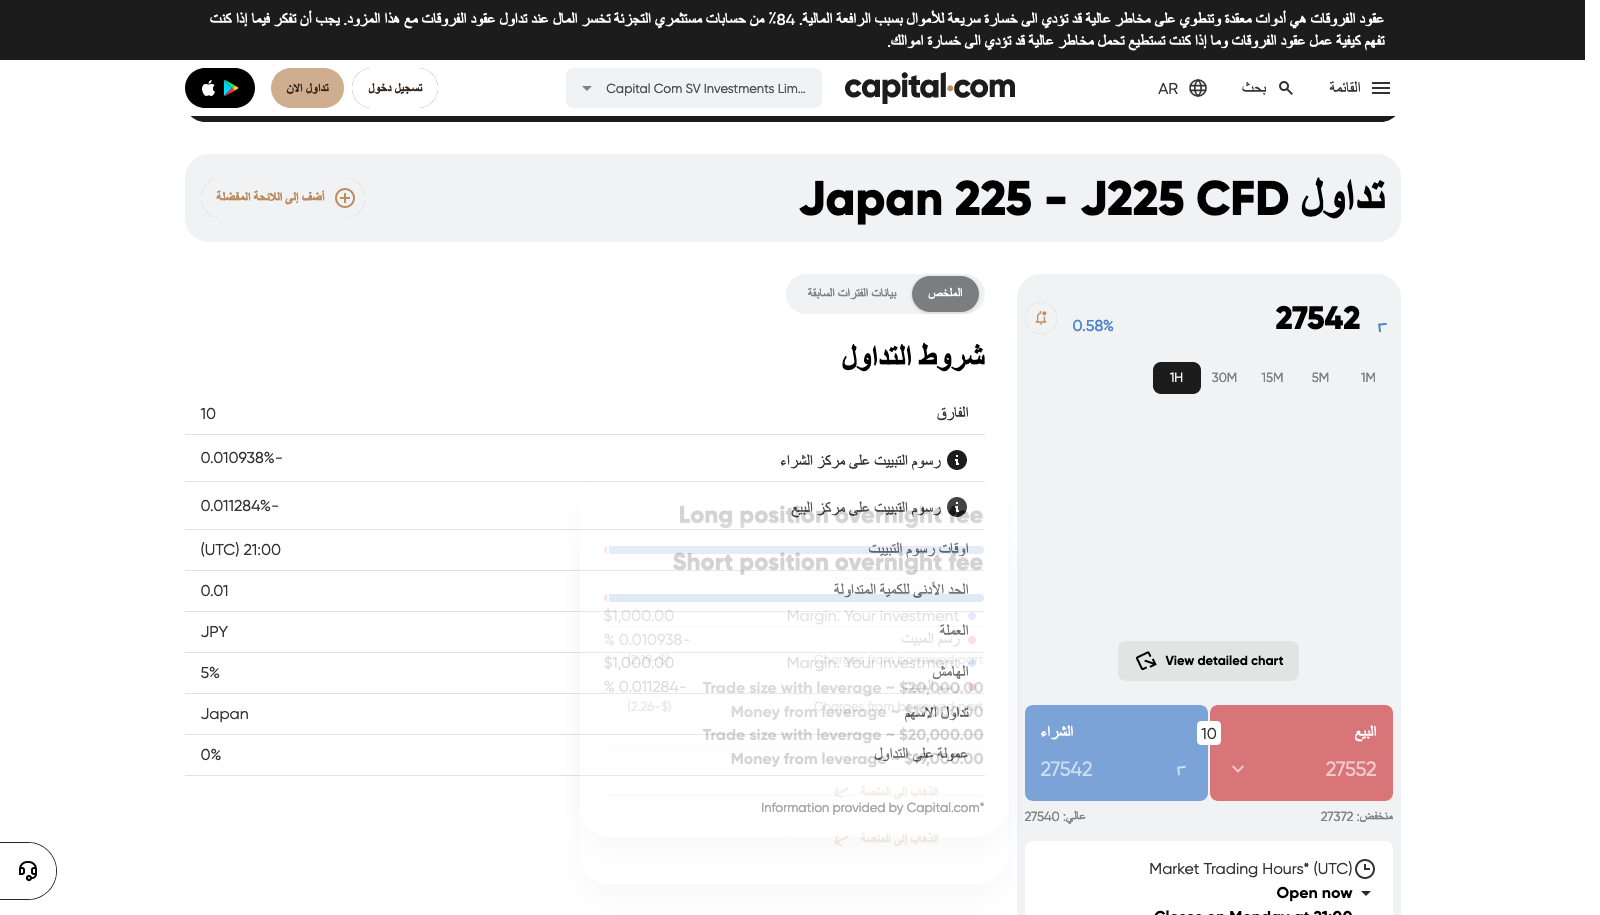 عقود الفروقات هي أدوات معقدة وتنطوي على مخاطر عالية قد تؤدي الى خسارة سريعة للأموال بسبب الرافعة المالية. 84٪ من حسابات مستثمري التجزئة تخسر المال عند تداول عقود الفروقات مع هذا المزود. يجب أن تفكر فيما إذا كنت
تفهم كيفية عمل عقود الفروقات وما إذا كنت تستطيع تحمل مخاطر عالية قد تؤدي الى خسارة اموالك.
القائمة
بحث
AR
capital.com
Capital Com SV Investments Lim...
تسجيل دخول
تداول الان
تداول Japan 225 - J225 CFD
أضف إلى اللائحة المفضلة
27542
0.58%
1M 5M 15M 30M 1H
View detailed chart
البيع
27552
10
الشراء
27542
منخفض: 27372
عالي: 27540
Market Trading Hours* (UTC)
Open now
Closes on Monday at 21:00
الملخص
بيانات الفترات السابقة
شروط التداول
الفارق 10
رسوم التبييت على مركز الشراء -0.010938%
رسوم التبييت على مركز البيع -0.011284%
اوقات رسوم التبييت 21:00 (UTC)
الحد الأدنى للكمية المتداولة 0.01
العملة JPY
الهامش 5%
تداول الاسهم Japan
عمولة على التداول 0%
Information provided by Capital.com*
Long position overnight fee
Short position overnight fee
Margin. Your investment $1,000.00
رسم المبيت -0.010938 %
Margin. Your investment $1,000.00
-0.011284 %
(-$2.26)
Trade size with leverage ~ $20,000.00
Money from leverage ~
Trade size with leverage ~ $20,000.00
Money from leverage ~ $19,000.00
الذهاب إلى المنصة
الذهاب إلى المنصة